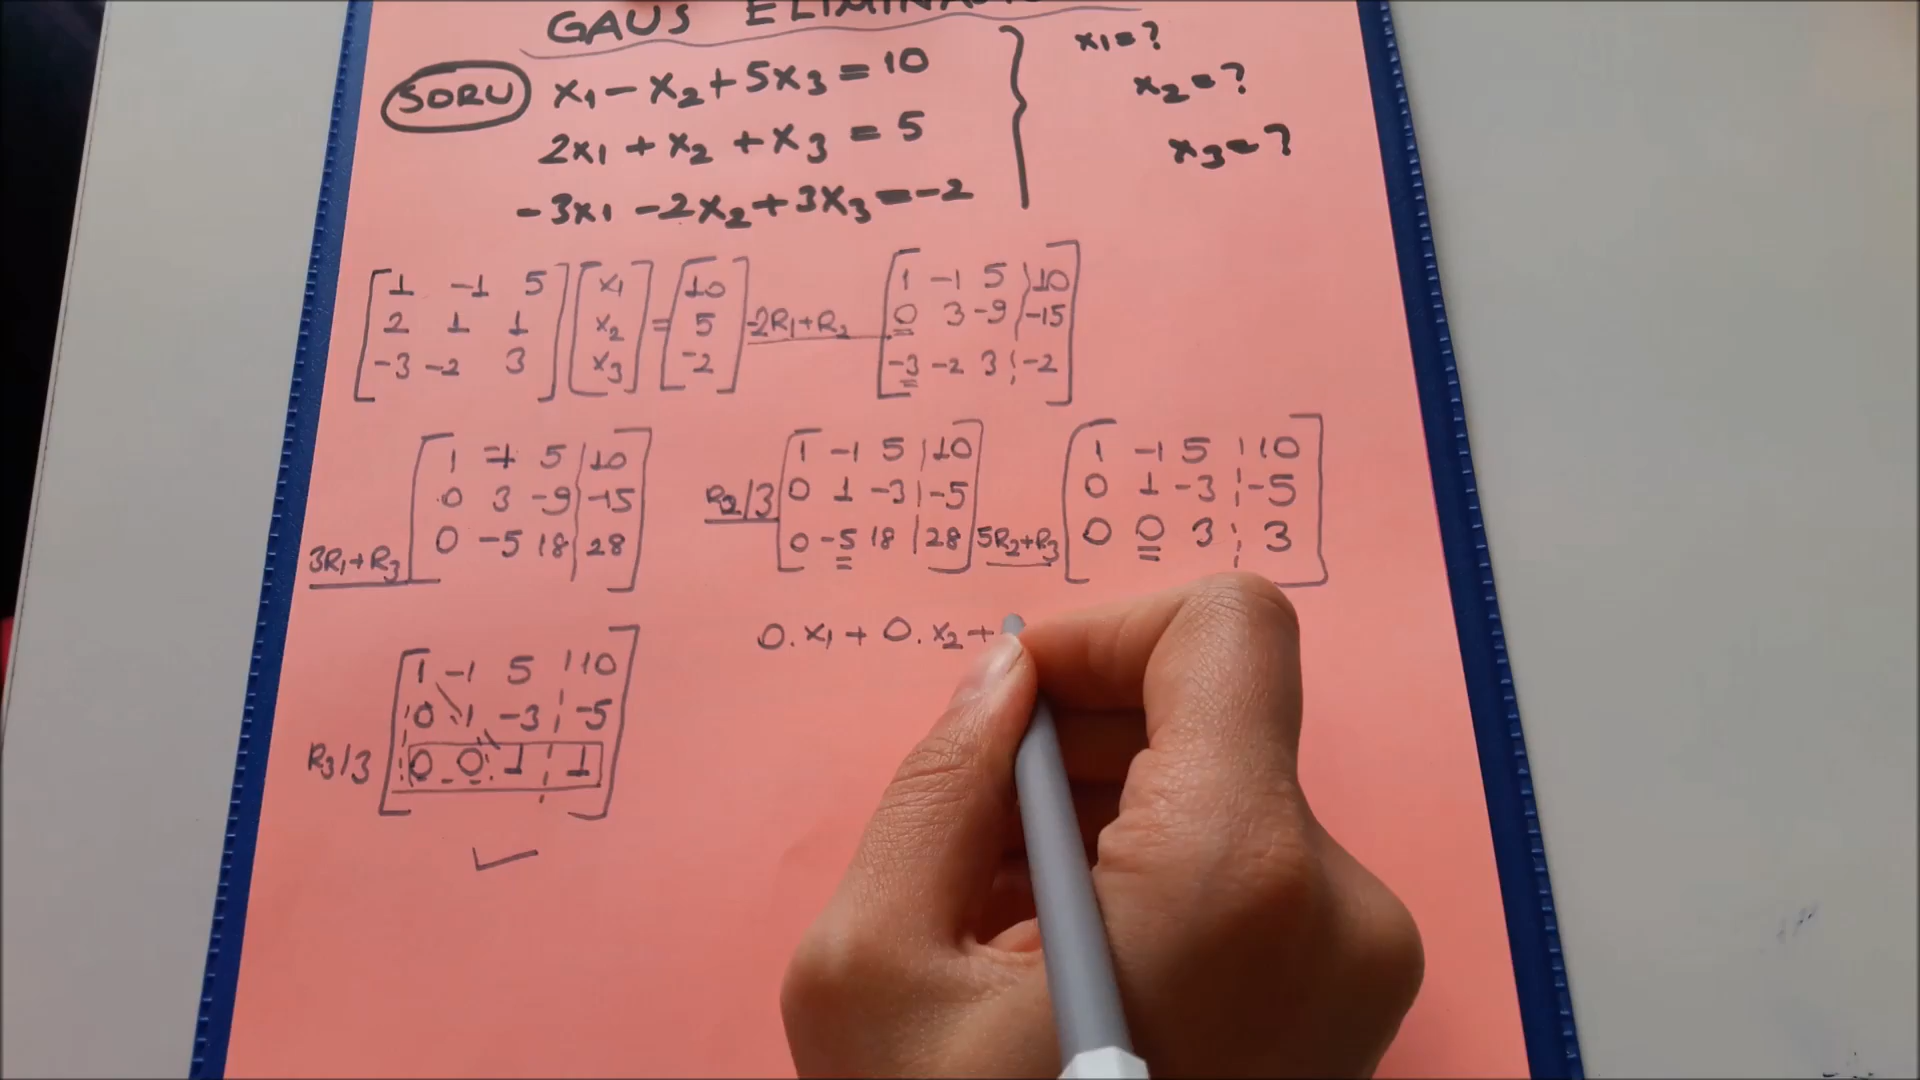 GAUS ELIMINA
SORU x₁ - x₂ + 5x₃ = 10
2x₁ + x₂ + x₃ = 5
-3x₁ - 2x₂ + 3x₃ = -2
x₁ = ?
x₂ = ?
x₃ = ?
1 -1 5 x₁ 10
2 1 1 x₂ = 5 -2R₁+R₂
-3 -2 3 x₃ -2
1 -1 5 | 10
0 3 -9 | -15
-3 -2 3 | -2
1 -1 5 | 10
0 3 -9 | -15
3R₁+R₃ 0 -5 18 | 28
1 -1 5 | 10
R₂/3 0 1 -3 | -5
0 -5 18 | 28
1 -1 5 | 10
0 1 -3 | -5
5R₂+R₃ 0 0 3 | 3
1 -1 5 | 10
0 1 -3 | -5
R₃/3 0 0 1 | 1
0.x₁ + 0.x₂ +